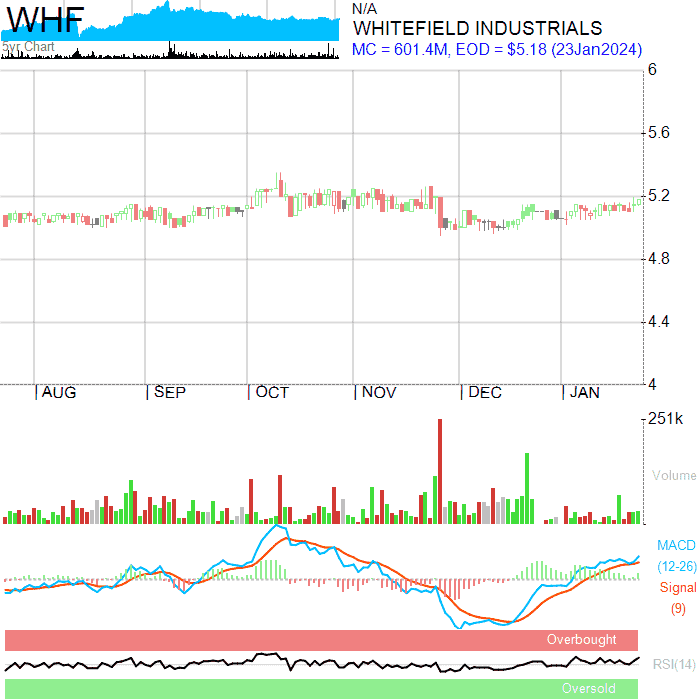 WHF
5yr Chart
N/A
WHITEFIELD INDUSTRIALS
MC = 601.4M, EOD = $5.18 (23Jan2024)
6
5.6
5.2
4.8
4.4
4
AUG SEP OCT NOV DEC JAN
251k
Volume
MACD
(12-26)
Signal
(9)
Overbought
RSI(14)
Oversold